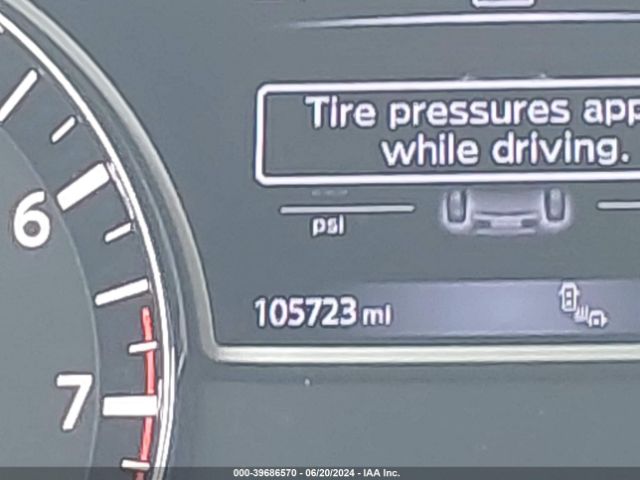 Tire pressures app
while driving.
6
psi
105723 mi
7
000-39686570 - 06/20/2024 - IAA Inc.